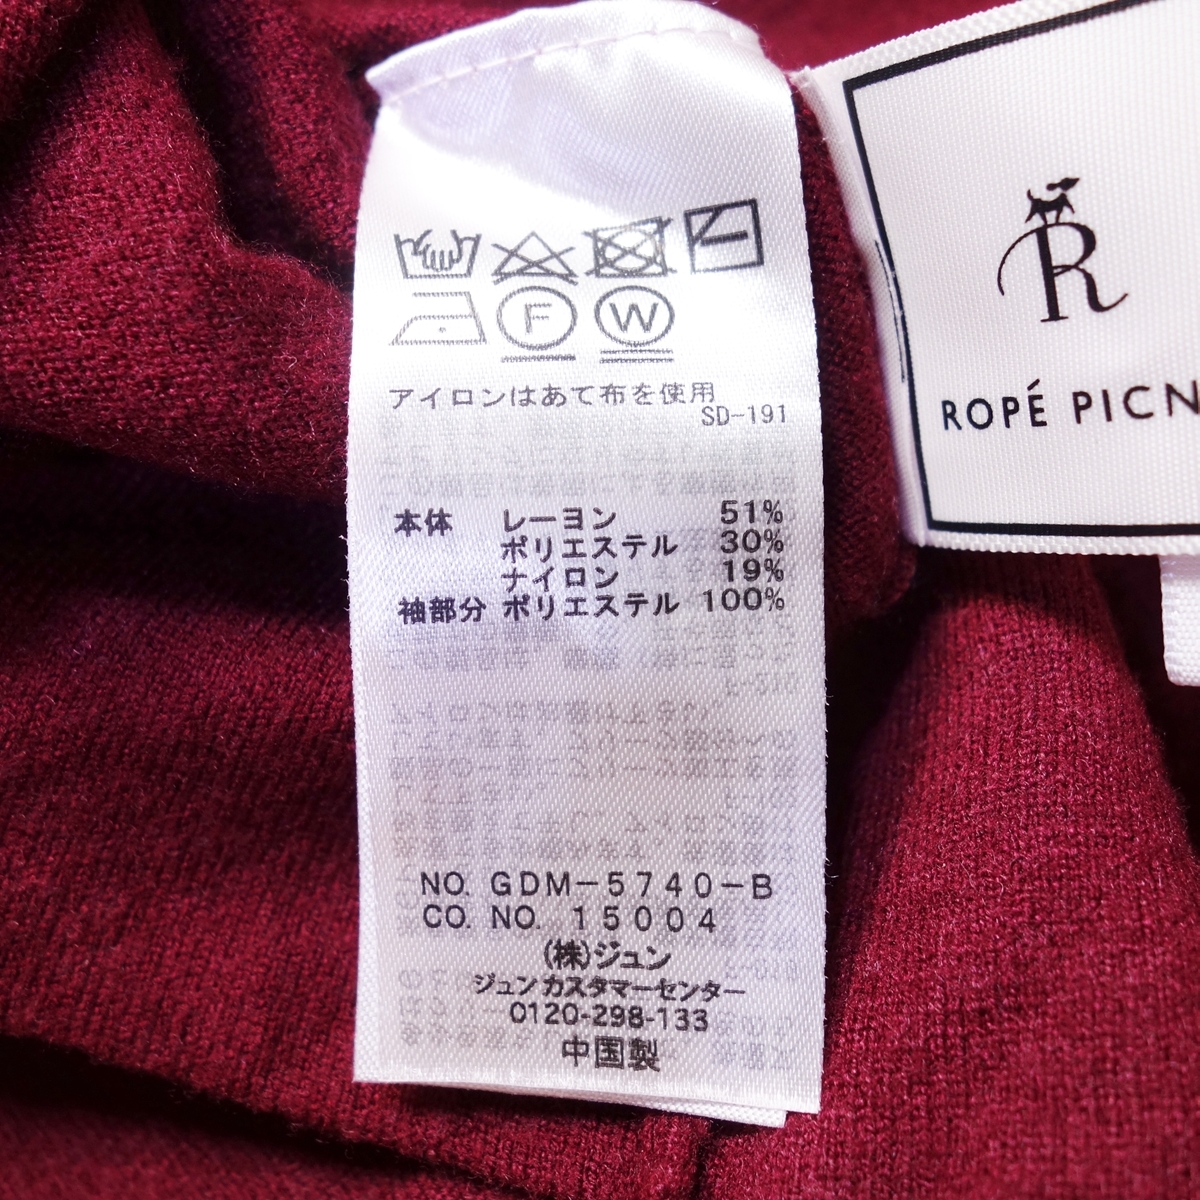 F W
アイロンはあて布を使用
SD-191
本体 レーヨン 51%
ポリエステル 30%
ナイロン 19%
袖部分 ポリエステル 100%
NO. GDM-5740-B
CO. NO. 15004
(株)ジュン
ジュンカスタマーセンター
0120-298-133
中国製
R
ROPÉ PICN